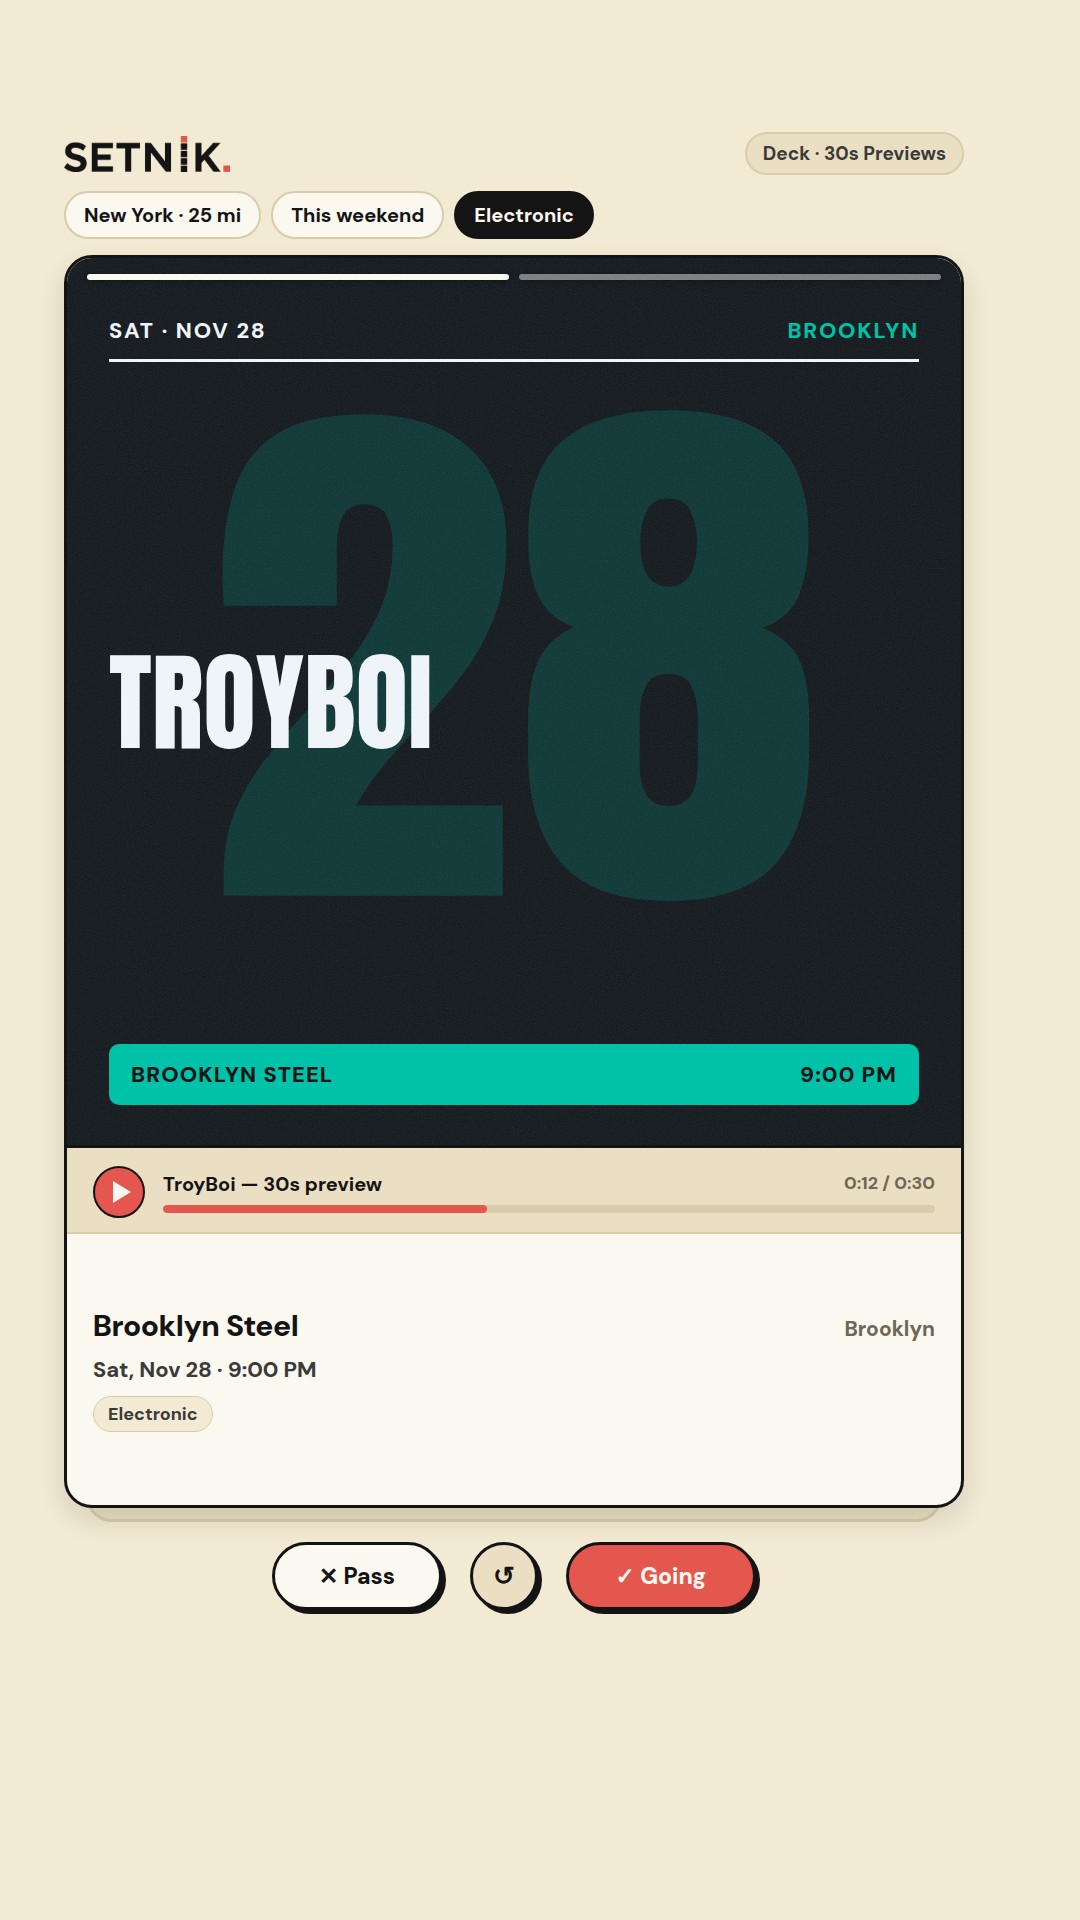 SETNIK.
Deck · 30s Previews
New York · 25 mi
This weekend
Electronic
SAT · NOV 28
BROOKLYN
28
TROYBOI
BROOKLYN STEEL
9:00 PM
TroyBoi — 30s preview
0:12 / 0:30
Brooklyn Steel
Brooklyn
Sat, Nov 28 · 9:00 PM
Electronic
✕ Pass
↺
✓ Going